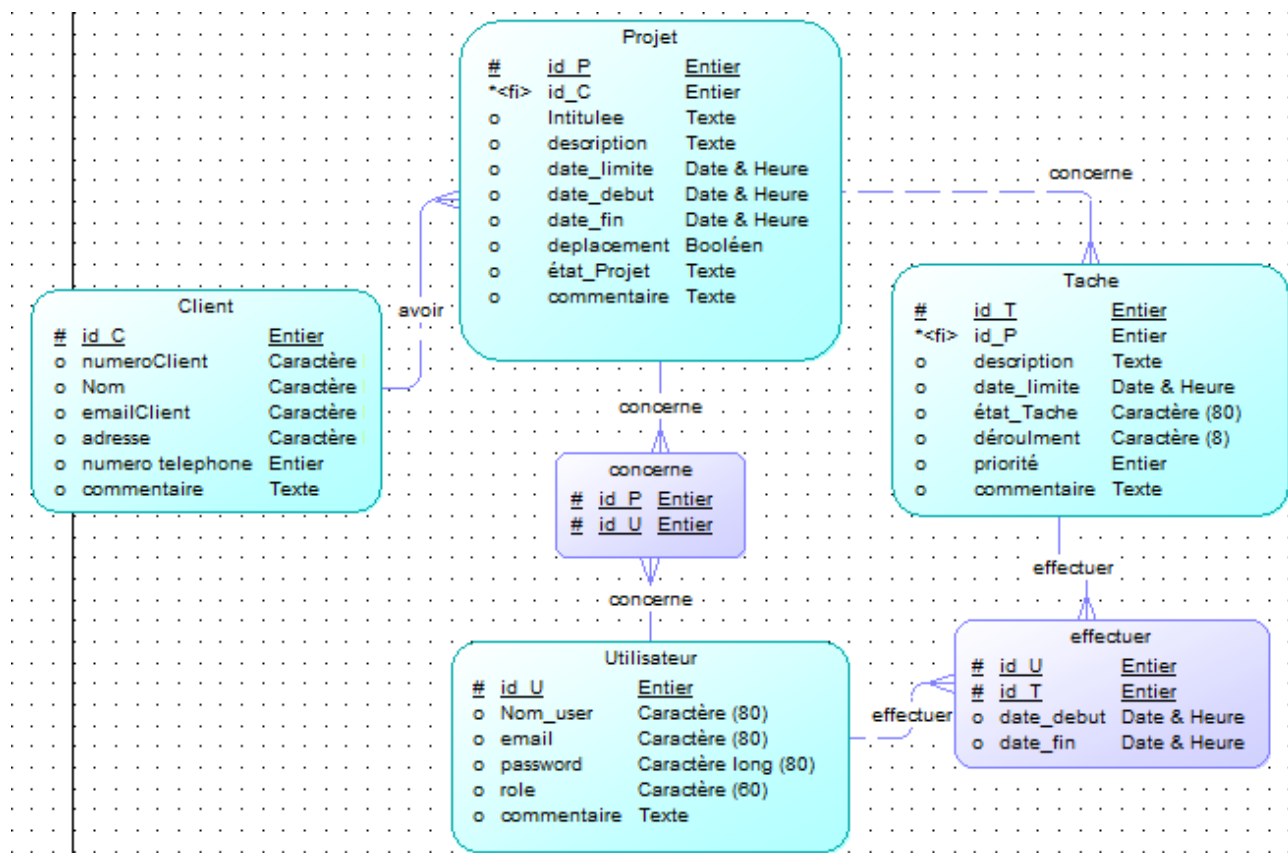 Projet
# id_P Entier
*<fi> id_C Entier
o Intitulee Texte
o description Texte
o date_limite Date & Heure
o date_debut Date & Heure
o date_fin Date & Heure
o deplacement Booléen
o état_Projet Texte
o commentaire Texte
concerne
Tache
# id_T Entier
*<fi> id_P Entier
o description Texte
o date_limite Date & Heure
o état_Tache Caractère (80)
o déroulment Caractère (8)
o priorité Entier
o commentaire Texte
Client
# id_C Entier
o numeroClient Caractère
o Nom Caractère
o emailClient Caractère
o adresse Caractère
o numero telephone Entier
o commentaire Texte
avoir
concerne
concerne
# id_P Entier
# id_U Entier
concerne
effectuer
effectuer
# id_U Entier
# id_T Entier
o date_debut Date & Heure
o date_fin Date & Heure
effectuer
Utilisateur
# id_U Entier
o Nom_user Caractère (80)
o email Caractère (80)
o password Caractère long (80)
o role Caractère (60)
o commentaire Texte